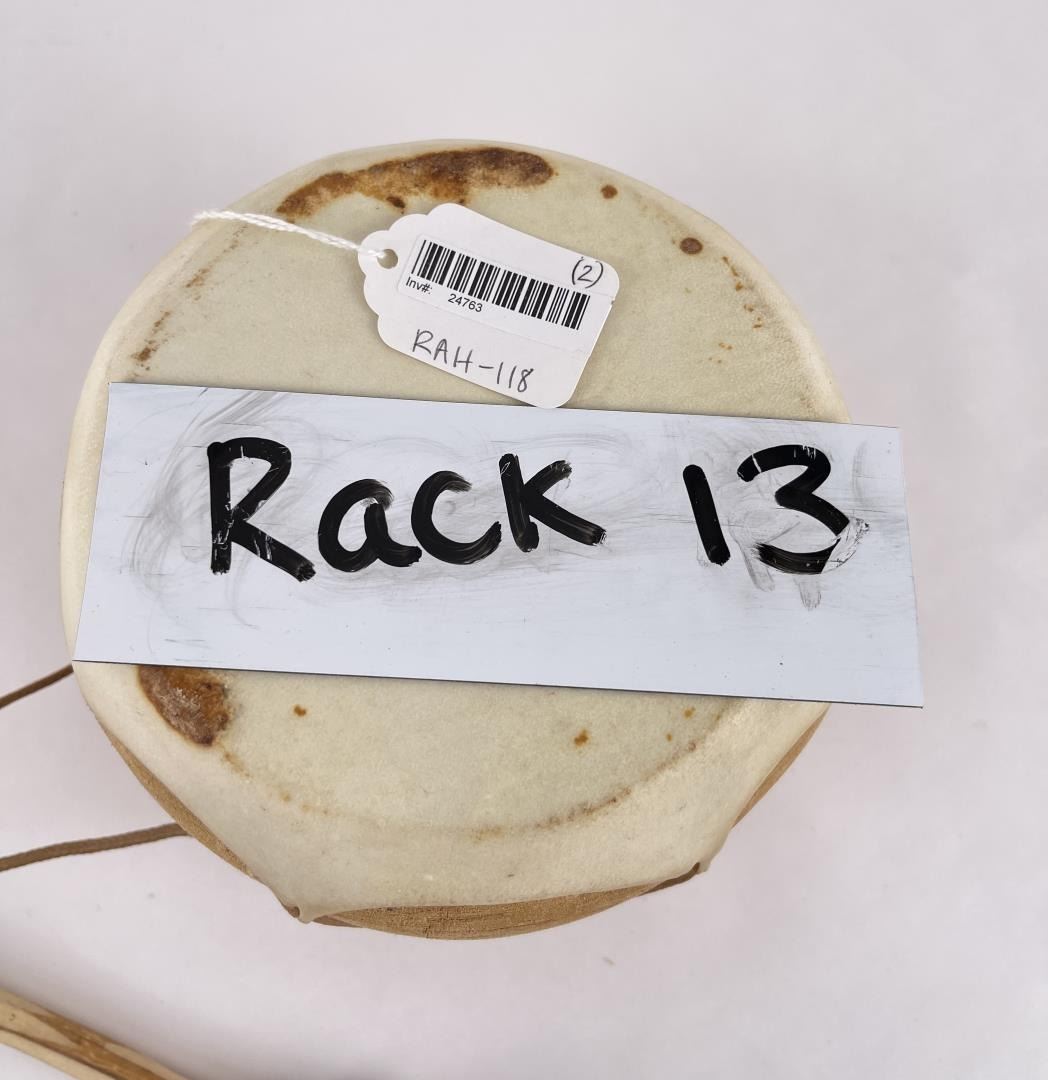 (2)
Inv#: 24763
RAH-118
Rack 13